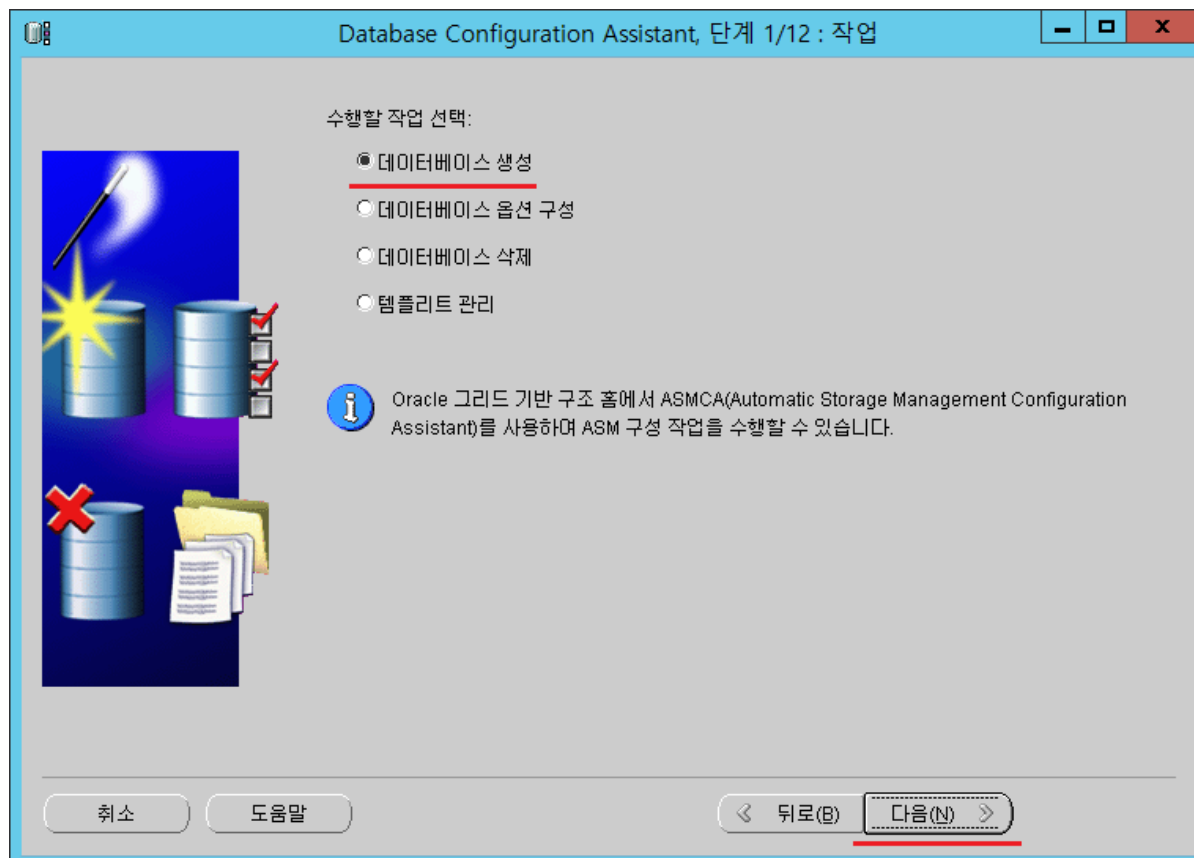 Database Configuration Assistant, 단계 1/12 : 작업
수행할 작업 선택:
데이터베이스 생성
데이터베이스 옵션 구성
데이터베이스 삭제
템플리트 관리
Oracle 그리드 기반 구조 홈에서 ASMCA(Automatic Storage Management Configuration
Assistant)를 사용하여 ASM 구성 작업을 수행할 수 있습니다.
취소
도움말
뒤로(B)
다음(N)